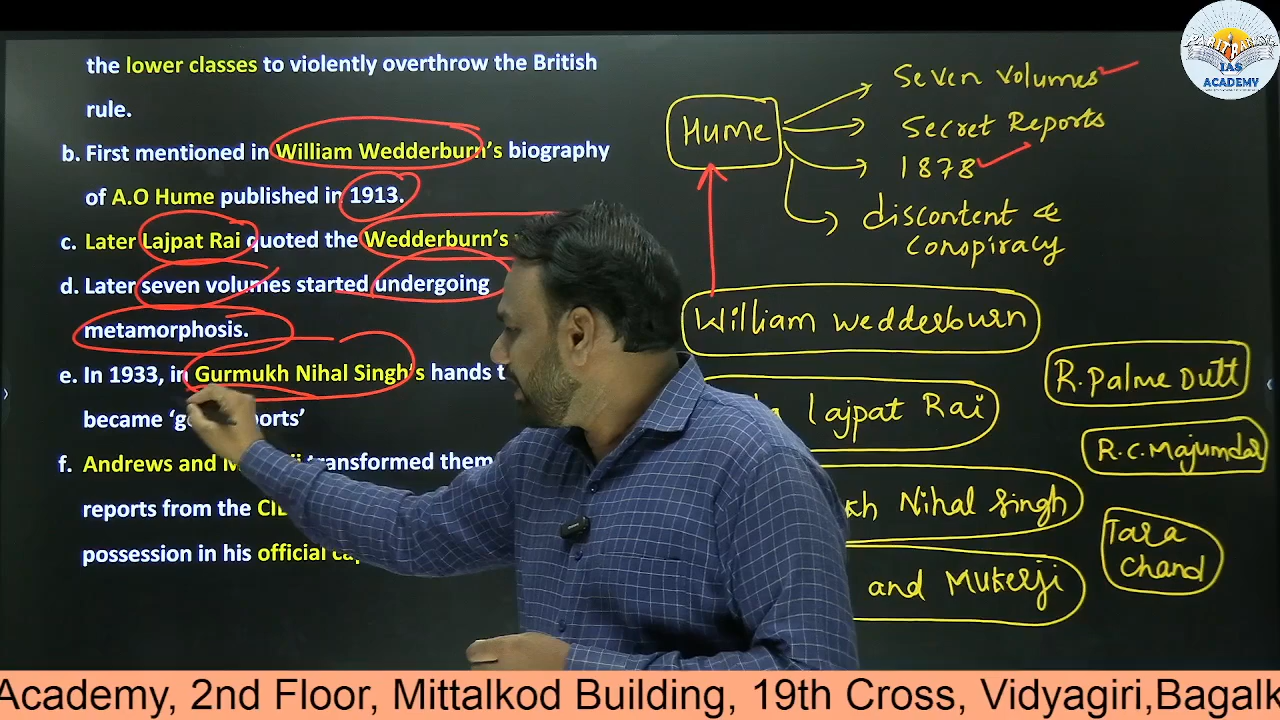 the lower classes to violently overthrow the British
rule.
b. First mentioned in William Wedderburn's biography
of A.O Hume published in 1913.
c. Later Lajpat Rai quoted the Wedderburn's
d. Later seven volumes started undergoing
metamorphosis.
e. In 1933, in Gurmukh Nihal Singh's hands
became
f. Andrews and transformed them
reports from the
possession in his official
Hume
Seven volumes
Secret Reports
1878
discontent &
conspiracy
William Wedderburn
lajpat Rai
Nihal Singh
and Mukerji
R. Palme Dutt
R.C. Majumdar
Tara
Chand
IAS
ACADEMY
Academy, 2nd Floor, Mittalkod Building, 19th Cross, Vidyagiri,Bagalk